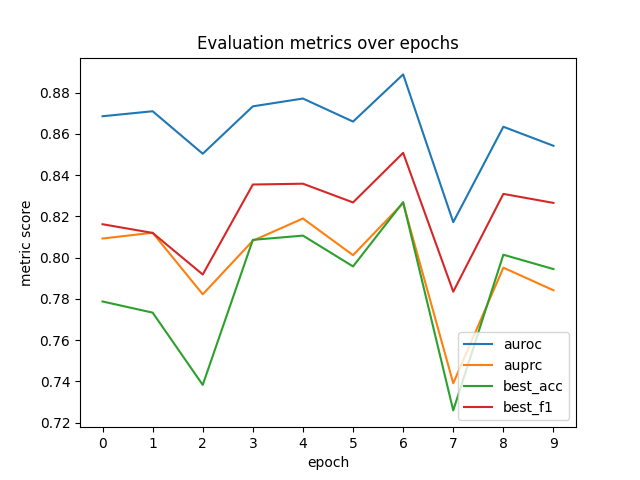 Evaluation metrics over epochs
metric score
0.88
0.86
0.84
0.82
0.80
0.78
0.76
0.74
0.72
auroc
auprc
best_acc
best_f1
0 1 2 3 4 5 6 7 8 9
epoch